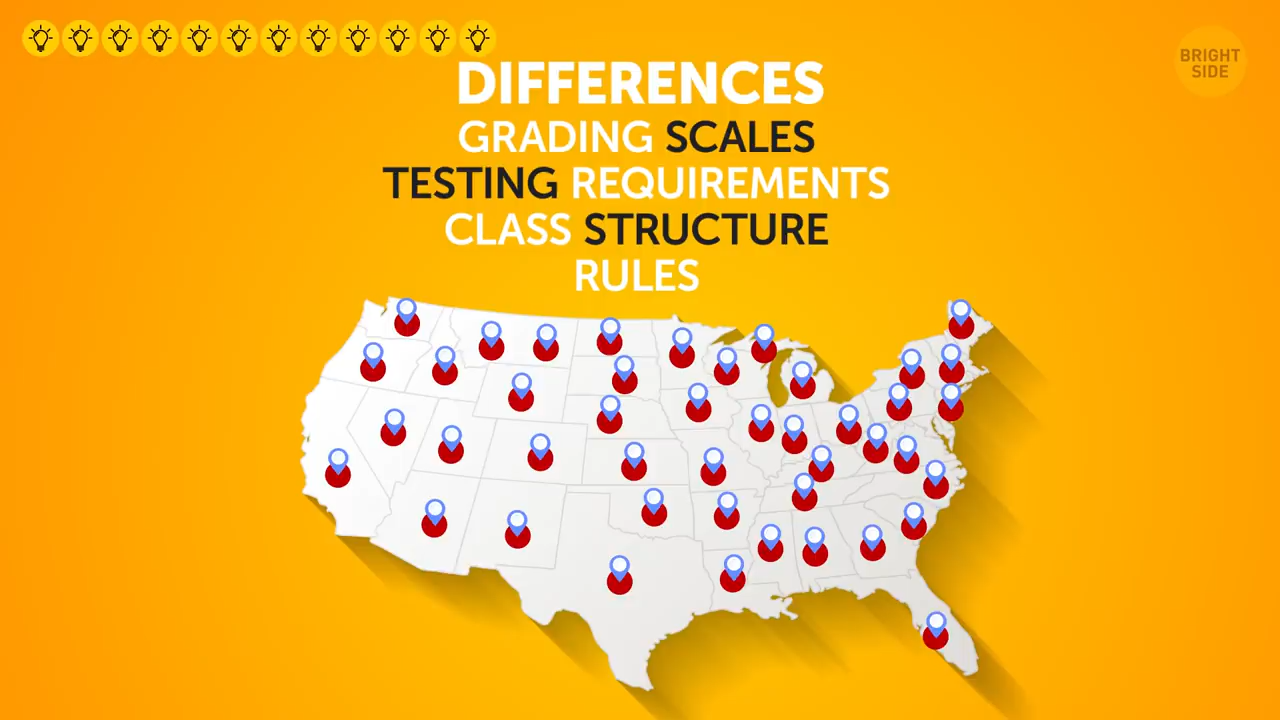 DIFFERENCES
GRADING SCALES
TESTING REQUIREMENTS
CLASS STRUCTURE
RULES
BRIGHT
SIDE